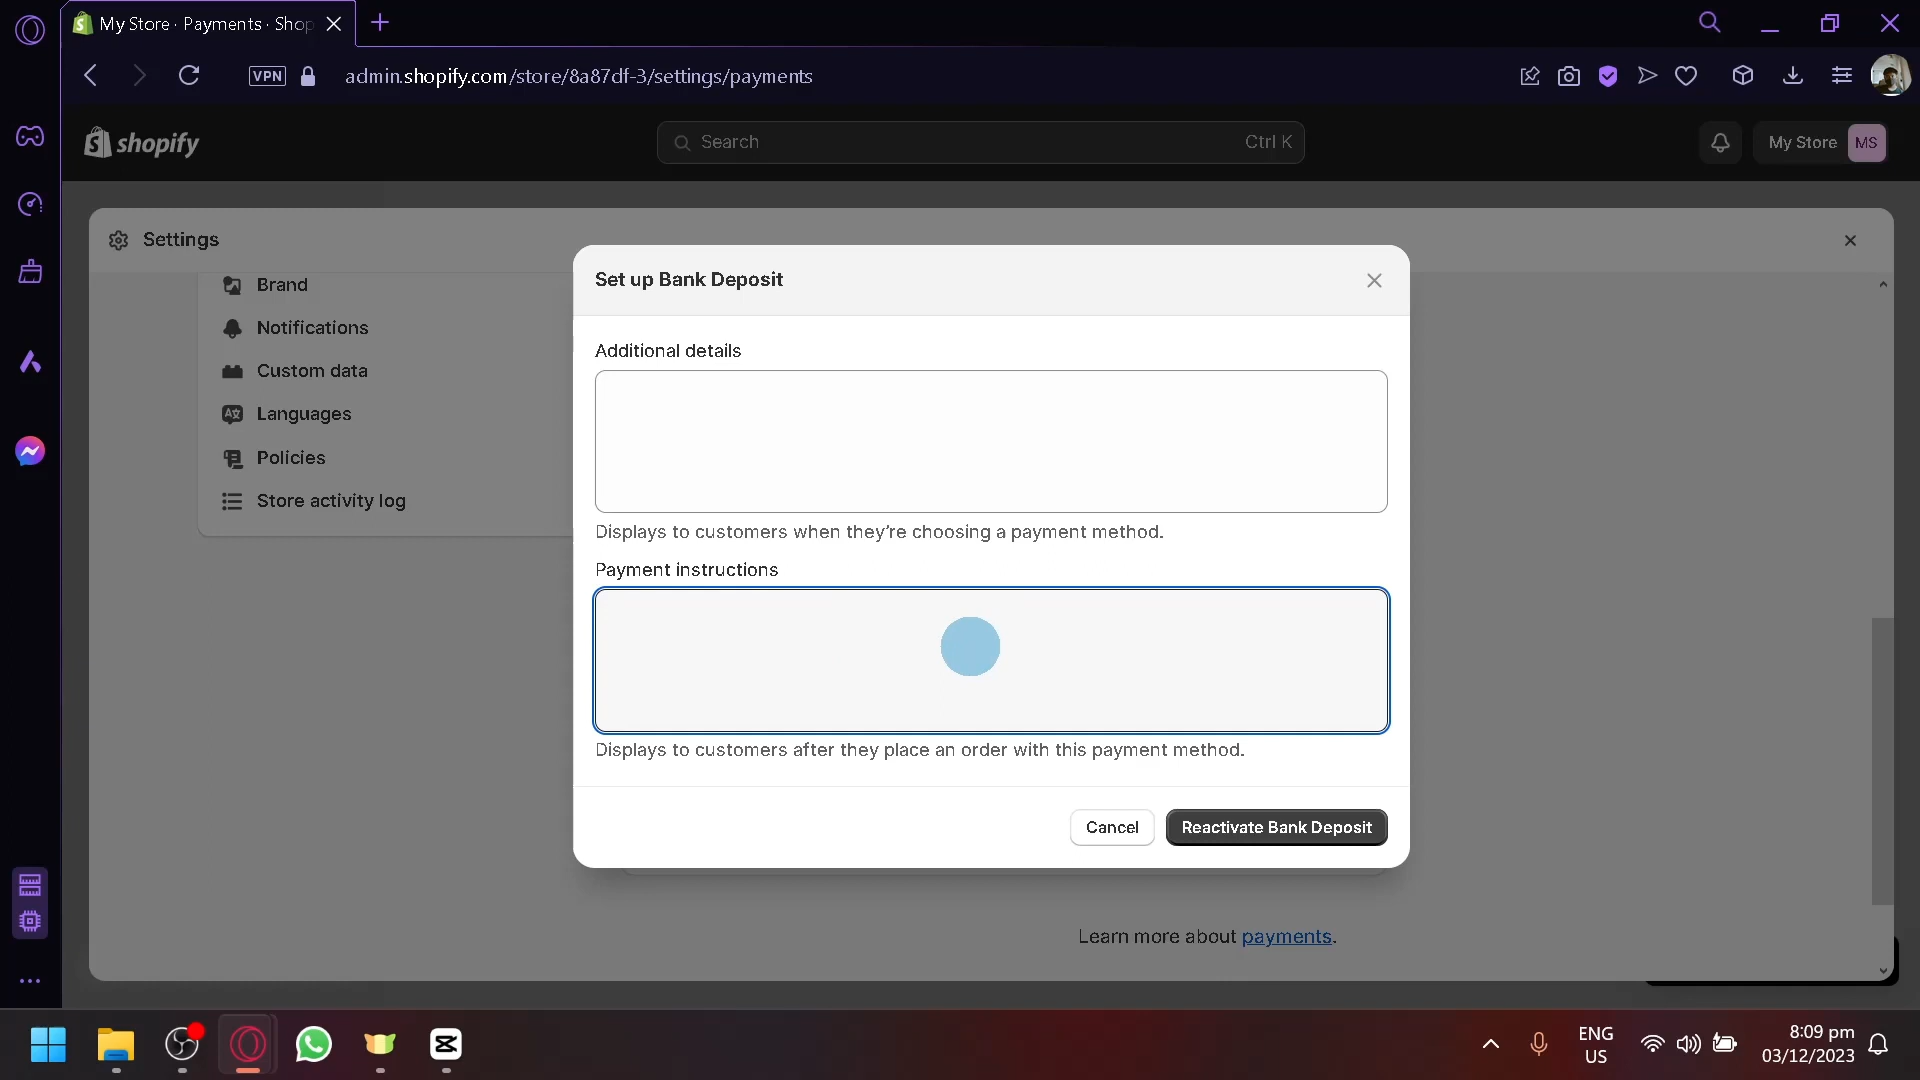 My Store · Payments · Shop
VPN
admin.shopify.com/store/8a87df-3/settings/payments
shopify
Search
Ctrl K
My Store
MS
Settings
Brand
Notifications
Custom data
Languages
Policies
Store activity log
Set up Bank Deposit
Additional details
Displays to customers when they’re choosing a payment method.
Payment instructions
Displays to customers after they place an order with this payment method.
Cancel
Reactivate Bank Deposit
Learn more about payments.
ENG
US
8:09 pm
03/12/2023